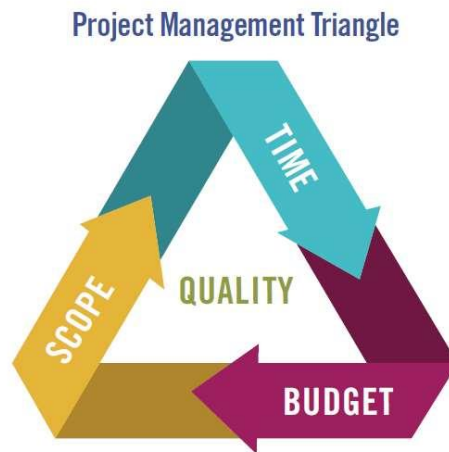 Project Management Triangle
TIME
SCOPE
QUALITY
BUDGET